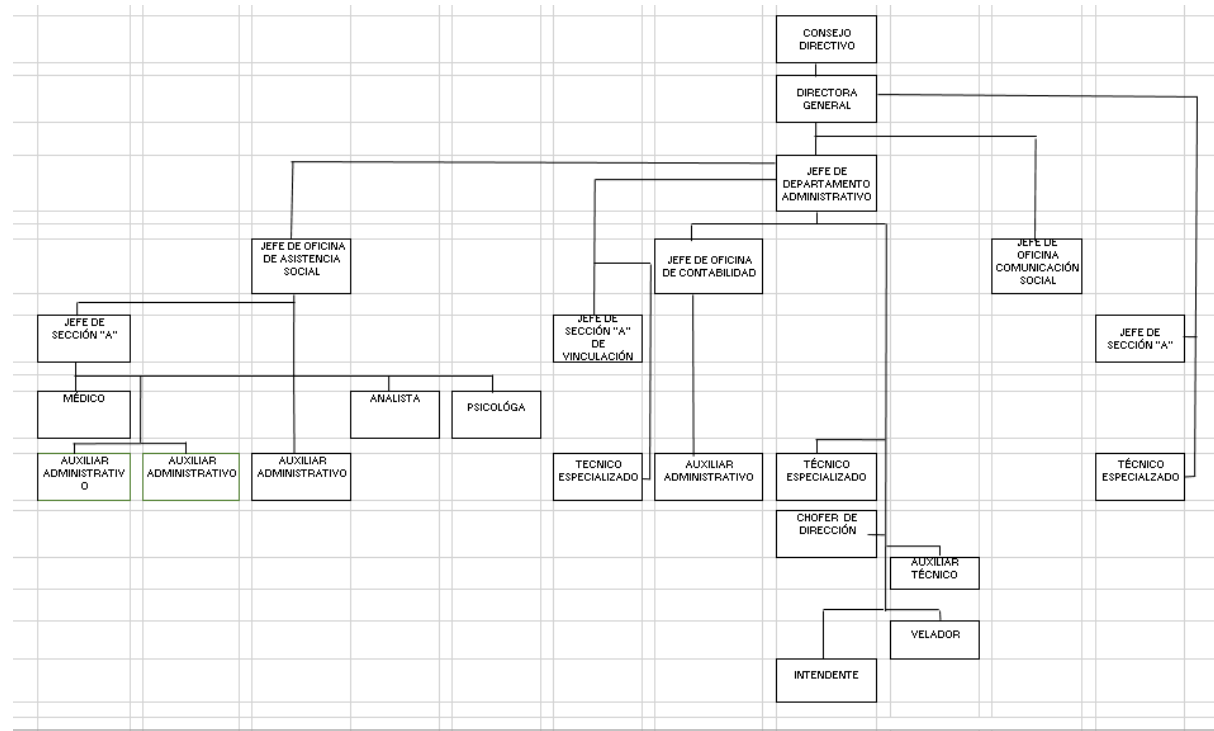 CONSEJO
DIRECTIVO
DIRECTORA
GENERAL
JEFE DE
DEPARTAMENTO
ADMINISTRATIVO
JEFE DE OFICINA
DE ASISTENCIA
SOCIAL
JEFE DE OFICINA
DE CONTABILIDAD
JEFE DE
OFICINA
COMUNICACIÓN
SOCIAL
JEFE DE
SECCIÓN "A"
JEFE DE
SECCIÓN "A"
DE
VINCULACIÓN
JEFE DE
SECCIÓN "A"
MÉDICO
ANALISTA
PSICOLÓGA
AUXILIAR
ADMINISTRATIV
O
AUXILIAR
ADMINISTRATIVO
AUXILIAR
ADMINISTRATIVO
TECNICO
ESPECIALIZADO
AUXILIAR
ADMINISTRATIVO
TÉCNICO
ESPECIALIZADO
TÉCNICO
ESPECIALZADO
CHOFER DE
DIRECCIÓN
AUXILIAR
TÉCNICO
VELADOR
INTENDENTE